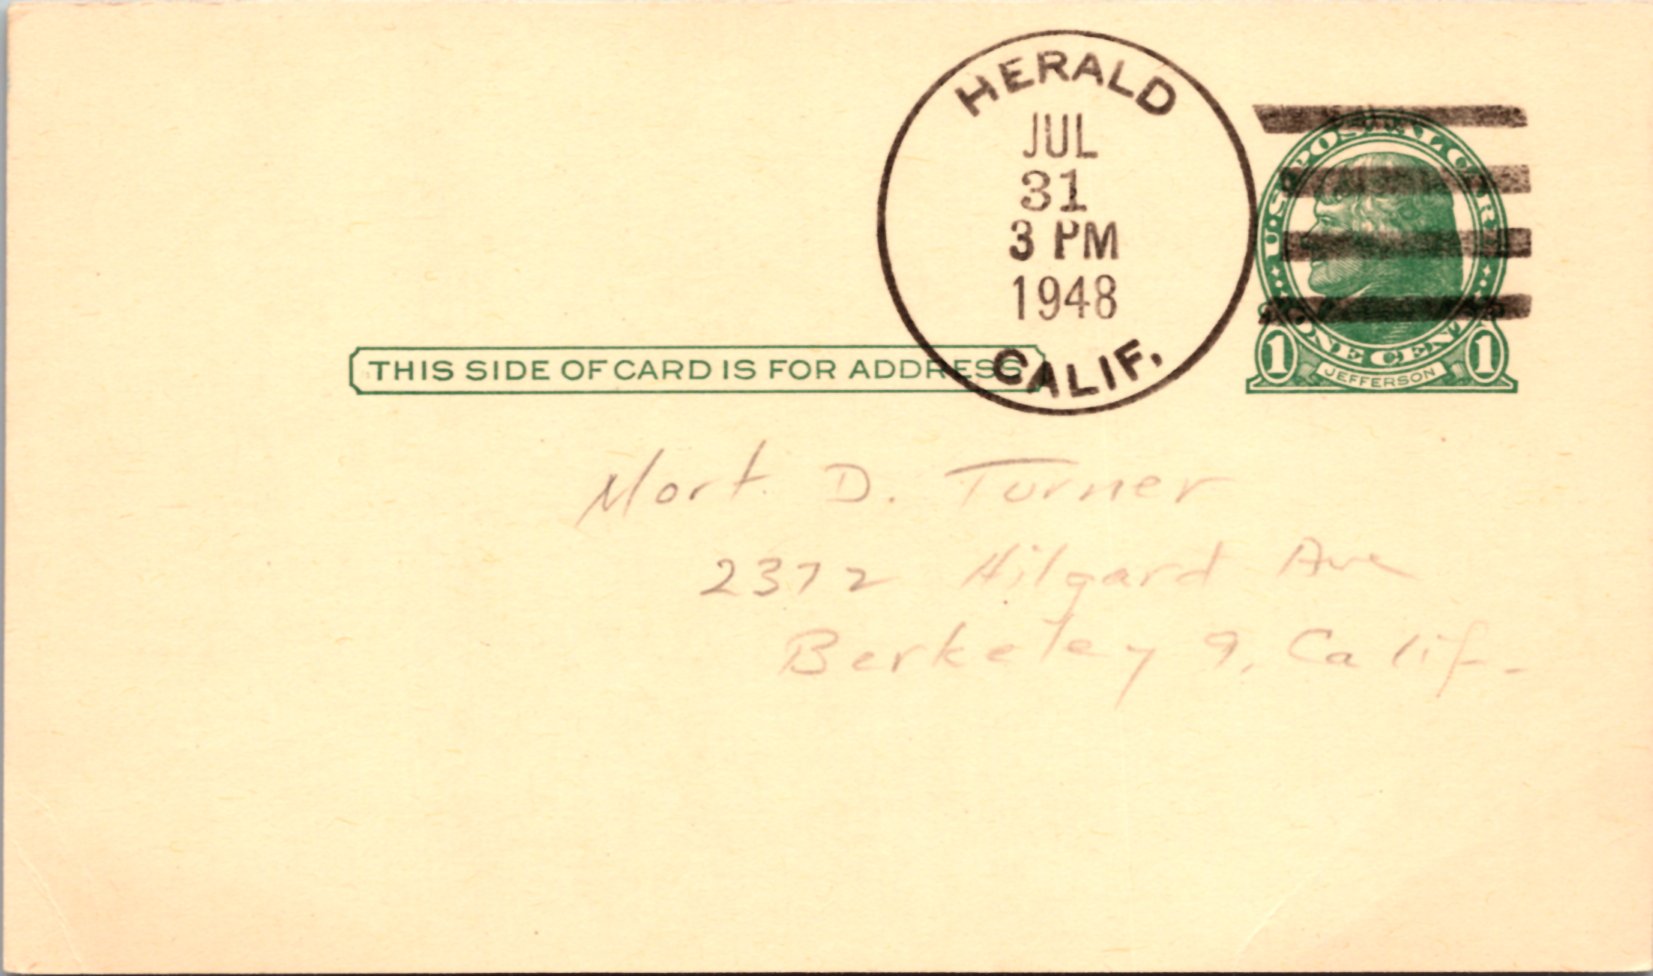 HERALD
JUL
31
3 PM
1948
CALIF.
U.S. POSTAL CARD
ONE CENT
1 1
JEFFERSON
THIS SIDE OF CARD IS FOR ADDRESS
Mort. D. Turner
2372 Hilgard Ave
Berkeley 9, Calif.